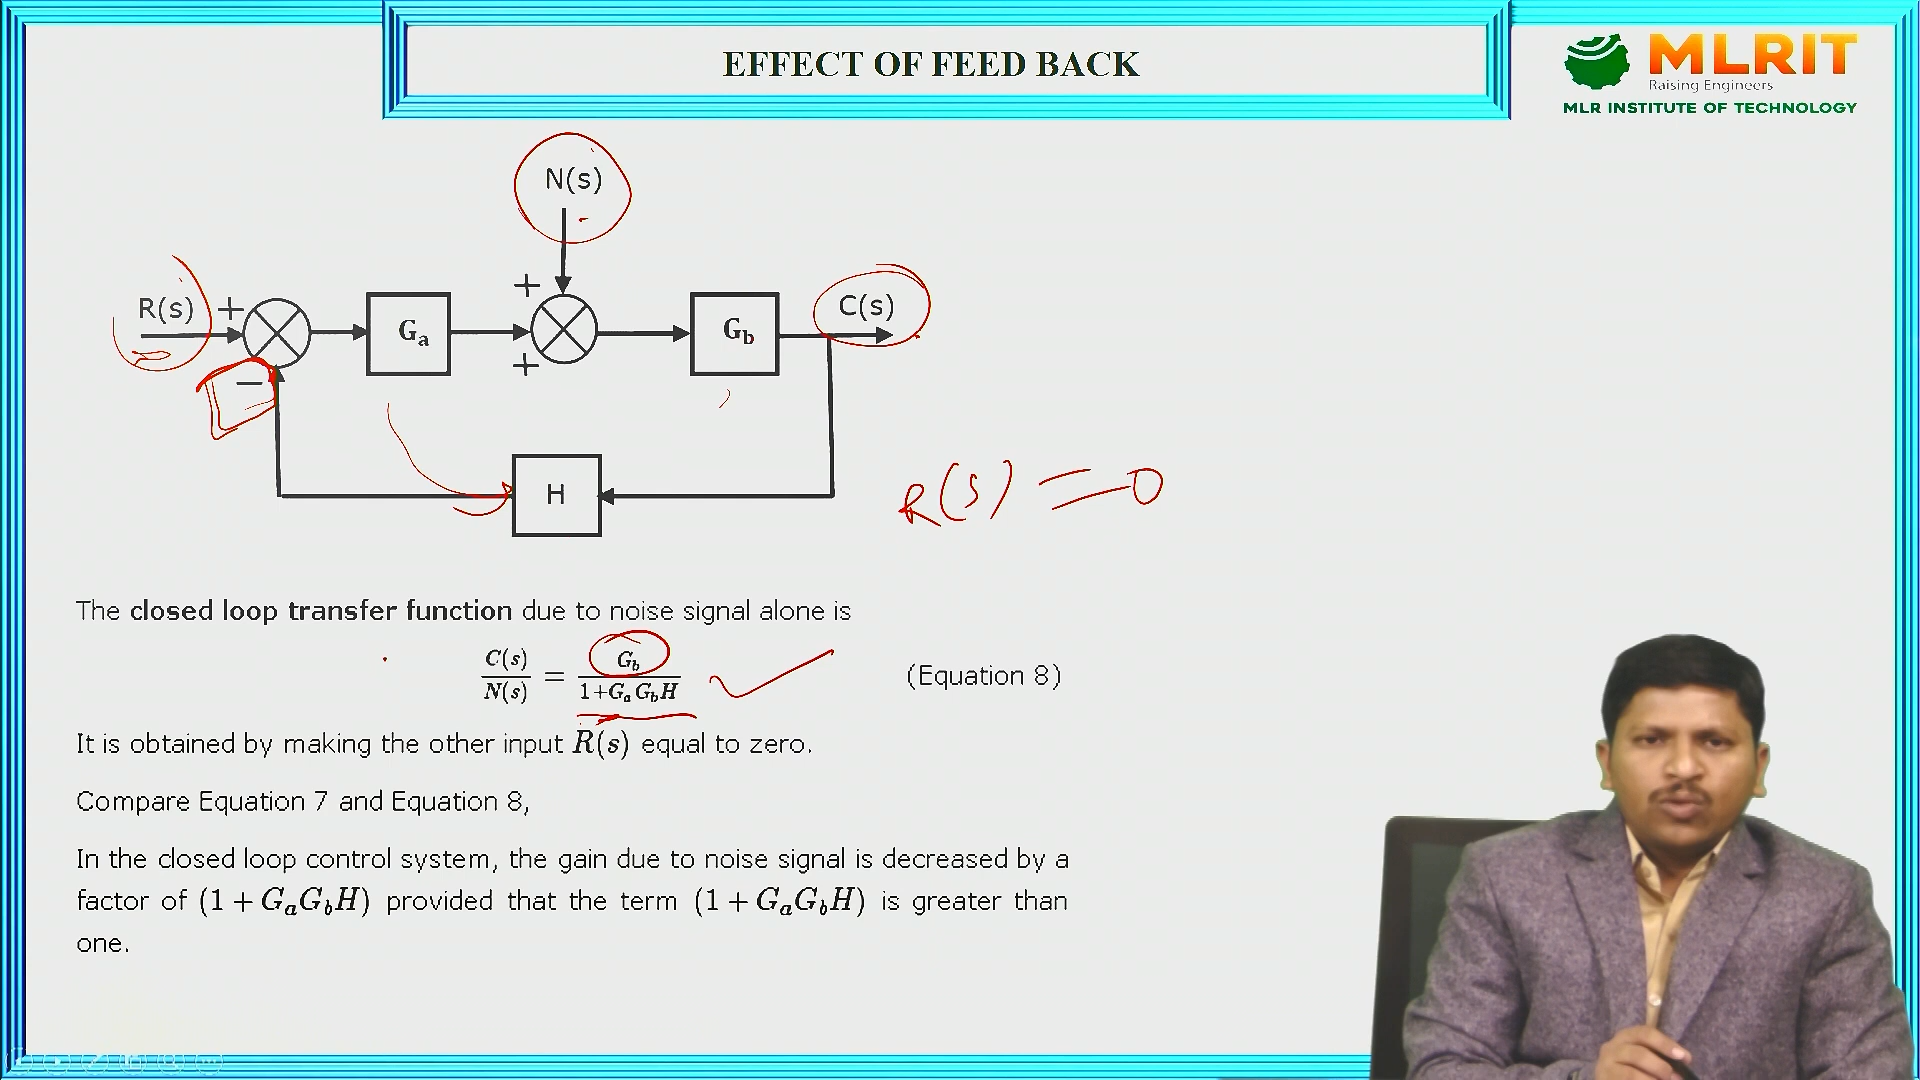 EFFECT OF FEED BACK
MLRIT
Raising Engineers
MLR INSTITUTE OF TECHNOLOGY
N(s)
R(s) + + C(s)
Ga Gb
− +
H
R(s) = 0
The closed loop transfer function due to noise signal alone is
C(s)/N(s) = Gb/(1+GaGbH) (Equation 8)
It is obtained by making the other input R(s) equal to zero.
Compare Equation 7 and Equation 8,
In the closed loop control system, the gain due to noise signal is decreased by a
factor of (1 + GaGbH) provided that the term (1 + GaGbH) is greater than
one.